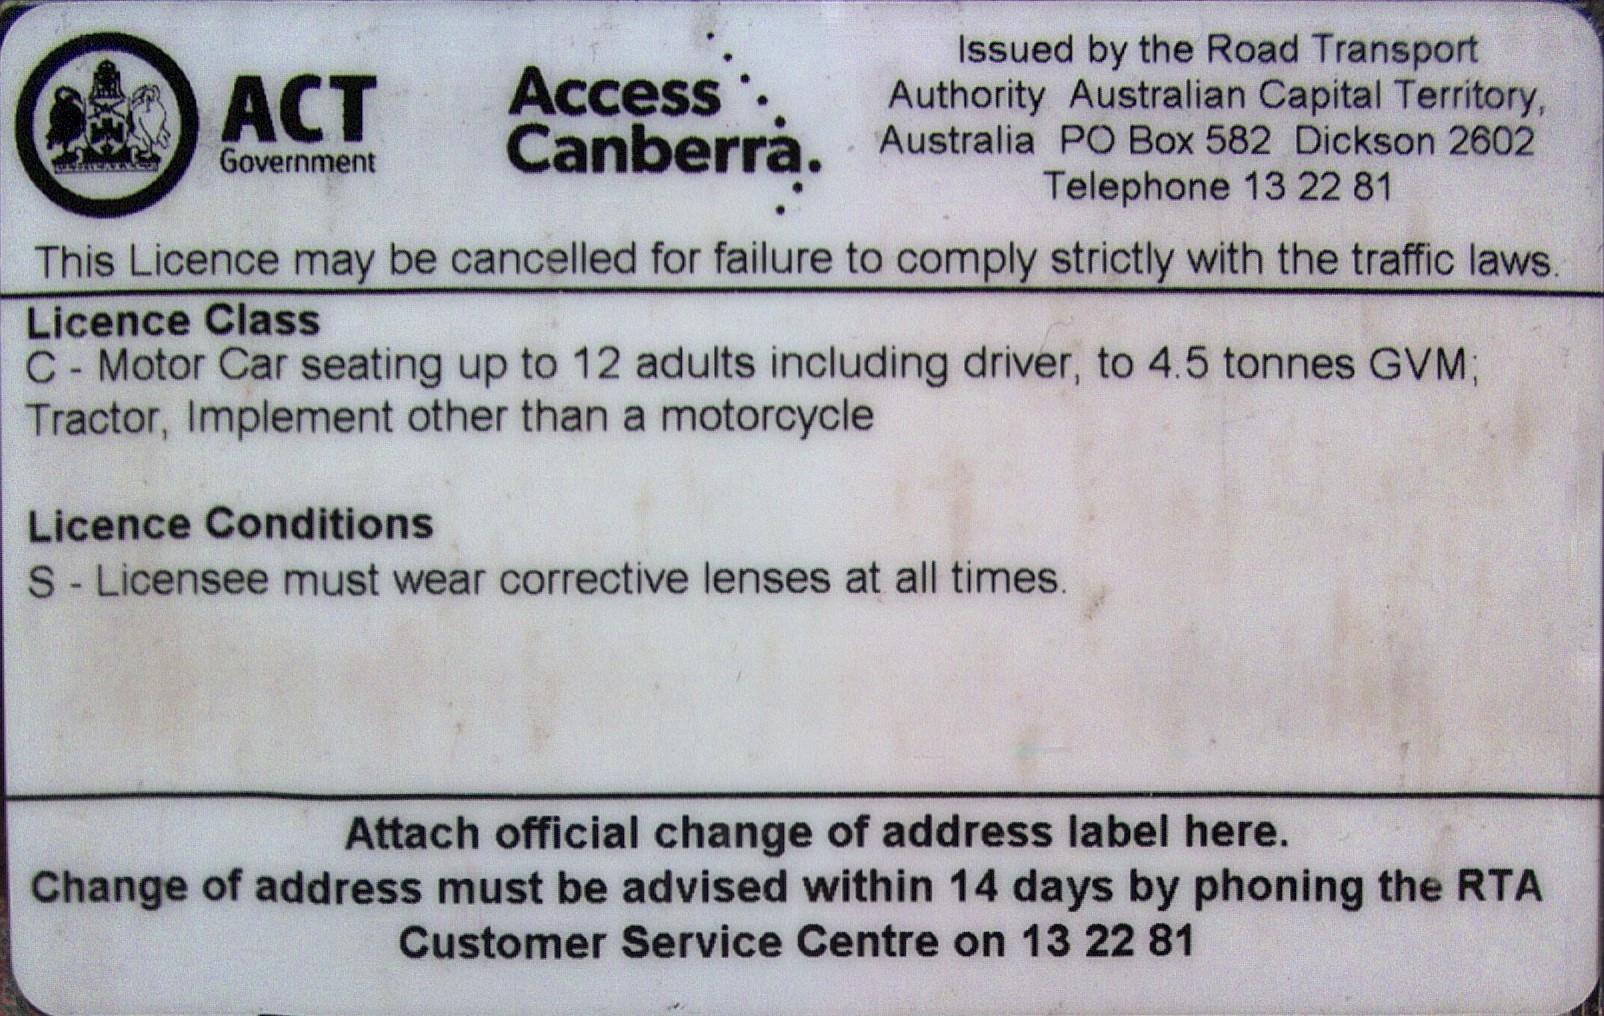 ACT
Government
Access
Canberra.
Issued by the Road Transport
Authority Australian Capital Territory,
Australia PO Box 582 Dickson 2602
Telephone 13 22 81
This Licence may be cancelled for failure to comply strictly with the traffic laws.
Licence Class
C - Motor Car seating up to 12 adults including driver, to 4.5 tonnes GVM;
Tractor, Implement other than a motorcycle
Licence Conditions
S - Licensee must wear corrective lenses at all times.
Attach official change of address label here.
Change of address must be advised within 14 days by phoning the RTA
Customer Service Centre on 13 22 81